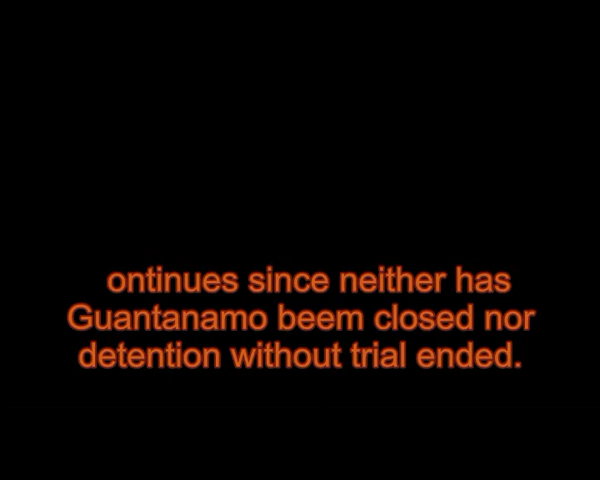 ontinues since neither has
Guantanamo beem closed nor
detention without trial ended.